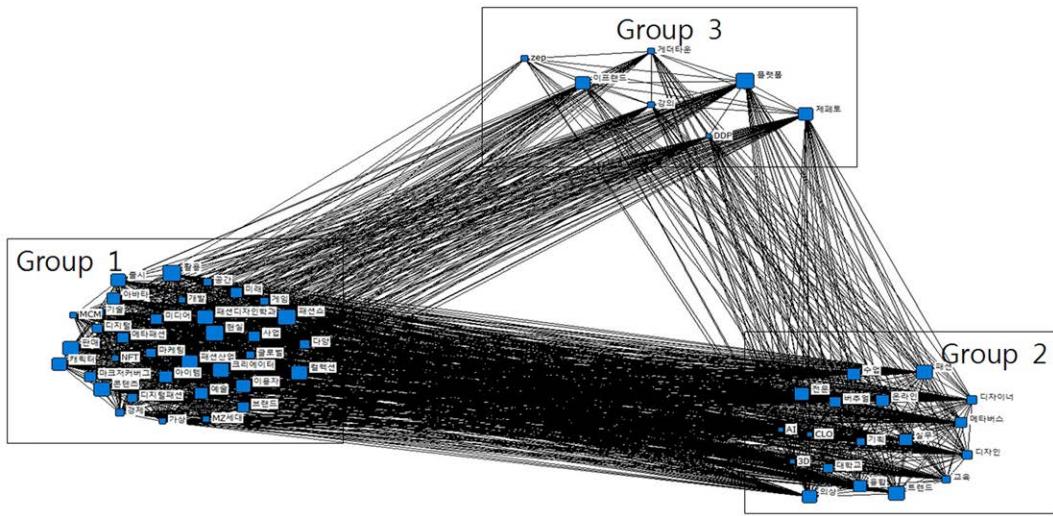 Group 3
게더타운
zep
플랫폼
이프랜드
강의
제페토
DDP
Group 1
활용
출시
공간
미래
아바타
개발
게임
기술
MCM
미디어
패션디자인학과
패션쇼
디지털
현실
메타패션
사업
판매
다양
마케팅
글로벌
NFT
캐릭터
패션산업
크리에이터
컬렉션
마크저커버그
아이템
콘텐츠
이용자
디지털패션
예술
브랜드
경제
가상
MZ세대
Group 2
수업
패션
전문
버추얼
온라인
디자이너
메타버스
AI
CLO
기획
실무
디자인
3D
대학교
교육
융합
트렌드
의상